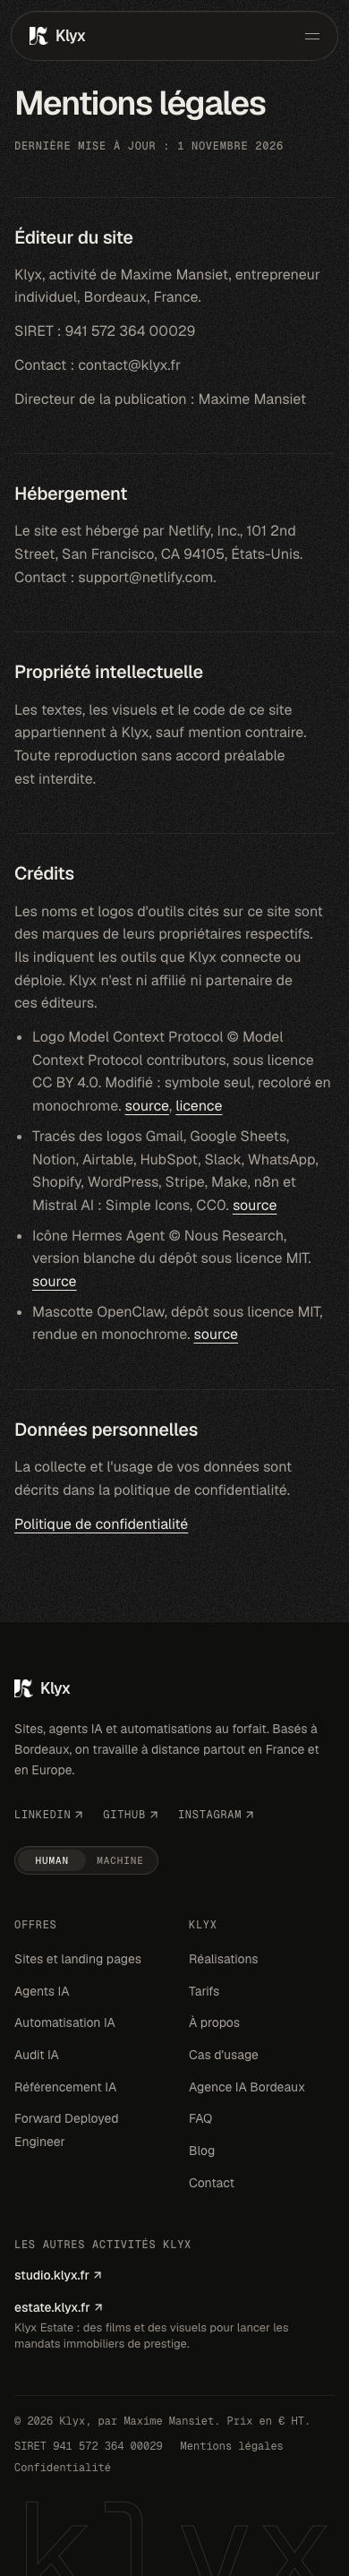 Klyx
Mentions légales
DERNIÈRE MISE À JOUR : 1 NOVEMBRE 2026
Éditeur du site
Klyx, activité de Maxime Mansiet, entrepreneur
individuel, Bordeaux, France.
SIRET : 941 572 364 00029
Contact : contact@klyx.fr
Directeur de la publication : Maxime Mansiet
Hébergement
Le site est hébergé par Netlify, Inc., 101 2nd
Street, San Francisco, CA 94105, États-Unis.
Contact : support@netlify.com.
Propriété intellectuelle
Les textes, les visuels et le code de ce site
appartiennent à Klyx, sauf mention contraire.
Toute reproduction sans accord préalable
est interdite.
Crédits
Les noms et logos d'outils cités sur ce site sont
des marques de leurs propriétaires respectifs.
Ils indiquent les outils que Klyx connecte ou
déploie. Klyx n'est ni affilié ni partenaire de
ces éditeurs.
• Logo Model Context Protocol © Model
Context Protocol contributors, sous licence
CC BY 4.0. Modifié : symbole seul, recoloré en
monochrome. source, licence
• Tracés des logos Gmail, Google Sheets,
Notion, Airtable, HubSpot, Slack, WhatsApp,
Shopify, WordPress, Stripe, Make, n8n et
Mistral AI : Simple Icons, CC0. source
• Icône Hermes Agent © Nous Research,
version blanche du dépôt sous licence MIT.
source
• Mascotte OpenClaw, dépôt sous licence MIT,
rendue en monochrome. source
Données personnelles
La collecte et l'usage de vos données sont
décrits dans la politique de confidentialité.
Politique de confidentialité
Klyx
Sites, agents IA et automatisations au forfait. Basés à
Bordeaux, on travaille à distance partout en France et
en Europe.
LINKEDIN ↗ GITHUB ↗ INSTAGRAM ↗
HUMAN MACHINE
OFFRES
Sites et landing pages
Agents IA
Automatisation IA
Audit IA
Référencement IA
Forward Deployed
Engineer
KLYX
Réalisations
Tarifs
À propos
Cas d'usage
Agence IA Bordeaux
FAQ
Blog
Contact
LES AUTRES ACTIVITÉS KLYX
studio.klyx.fr ↗
estate.klyx.fr ↗
Klyx Estate : des films et des visuels pour lancer les
mandats immobiliers de prestige.
© 2026 Klyx, par Maxime Mansiet. Prix en € HT.
SIRET 941 572 364 00029 Mentions légales
Confidentialité
klyx